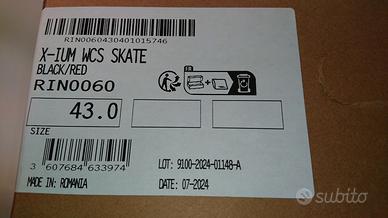 RIN0060430401015746
X-IUM WCS SKATE
BLACK/RED
RIN0060
43.0
SIZE
3 607684 633974
LOT: 9100-2024-01148-A
MADE IN: ROMANIA
DATE: 07-2024
subito